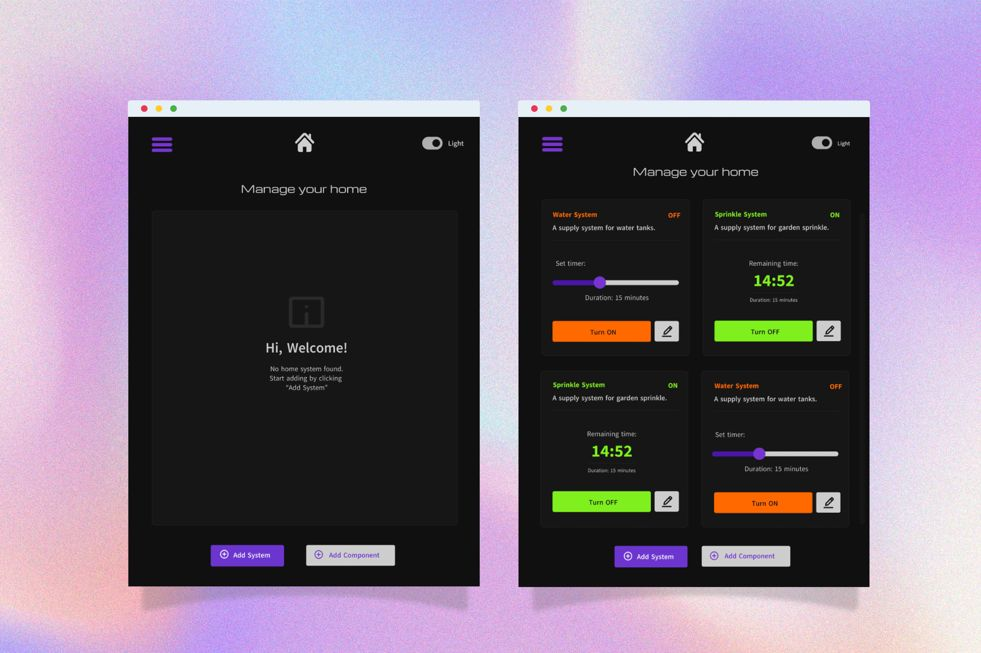 Light
Manage your home
Hi, Welcome!
No home system found.
Start adding by clicking
"Add System"
Add System
Add Component
Light
Manage your home
Water System OFF
A supply system for water tanks.
Set timer:
Duration: 15 minutes
Turn ON
Sprinkle System ON
A supply system for garden sprinkle.
Remaining time:
14:52
Duration: 15 minutes
Turn OFF
Sprinkle System ON
A supply system for garden sprinkle.
Remaining time:
14:52
Duration: 15 minutes
Turn OFF
Water System OFF
A supply system for water tanks.
Set timer:
Duration: 15 minutes
Turn ON
Add System
Add Component